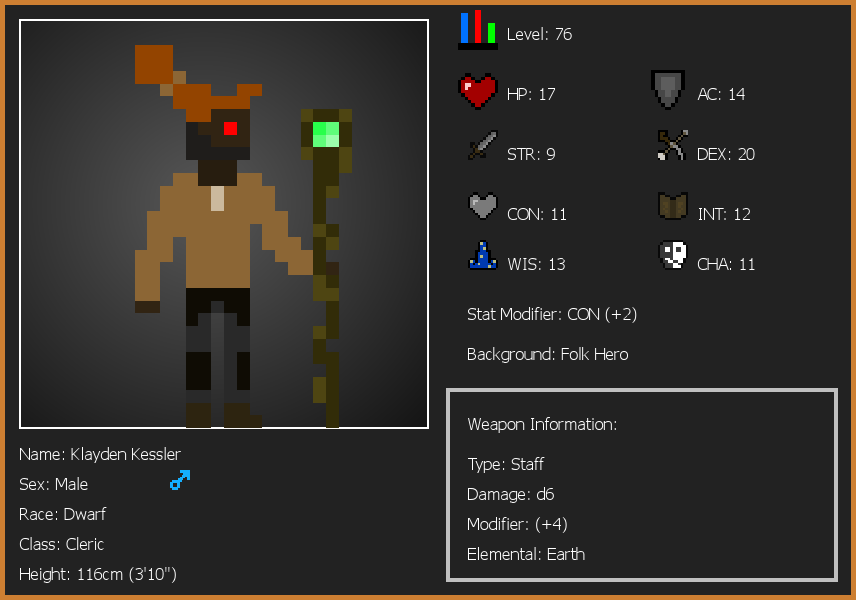 Level: 76
HP: 17
AC: 14
STR: 9
DEX: 20
CON: 11
INT: 12
WIS: 13
CHA: 11
Stat Modifier: CON (+2)
Background: Folk Hero
Weapon Information:
Type: Staff
Damage: d6
Modifier: (+4)
Elemental: Earth
Name: Klayden Kessler
Sex: Male
Race: Dwarf
Class: Cleric
Height: 116cm (3'10")